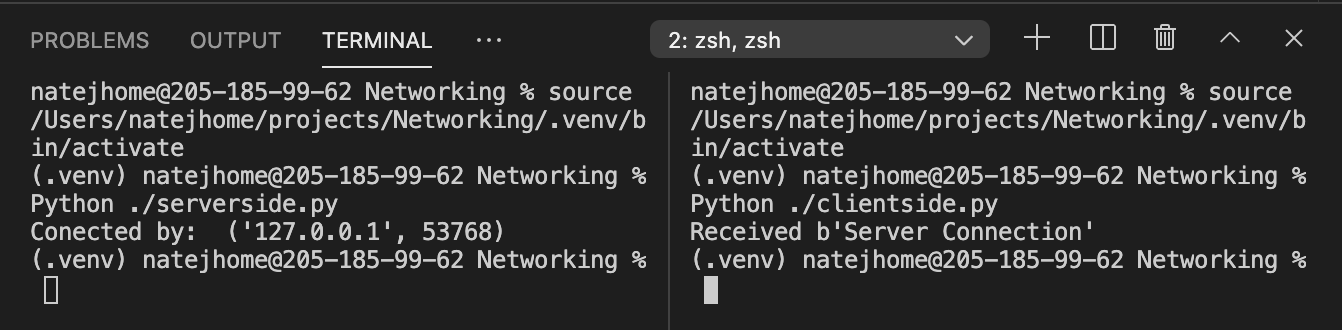 PROBLEMS OUTPUT TERMINAL ... 2: zsh, zsh
natejhome@205-185-99-62 Networking % source
/Users/natejhome/projects/Networking/.venv/b
in/activate
(.venv) natejhome@205-185-99-62 Networking %
Python ./serverside.py
Conected by:  ('127.0.0.1', 53768)
(.venv) natejhome@205-185-99-62 Networking %
natejhome@205-185-99-62 Networking % source
/Users/natejhome/projects/Networking/.venv/b
in/activate
(.venv) natejhome@205-185-99-62 Networking %
Python ./clientside.py
Received b'Server Connection'
(.venv) natejhome@205-185-99-62 Networking %